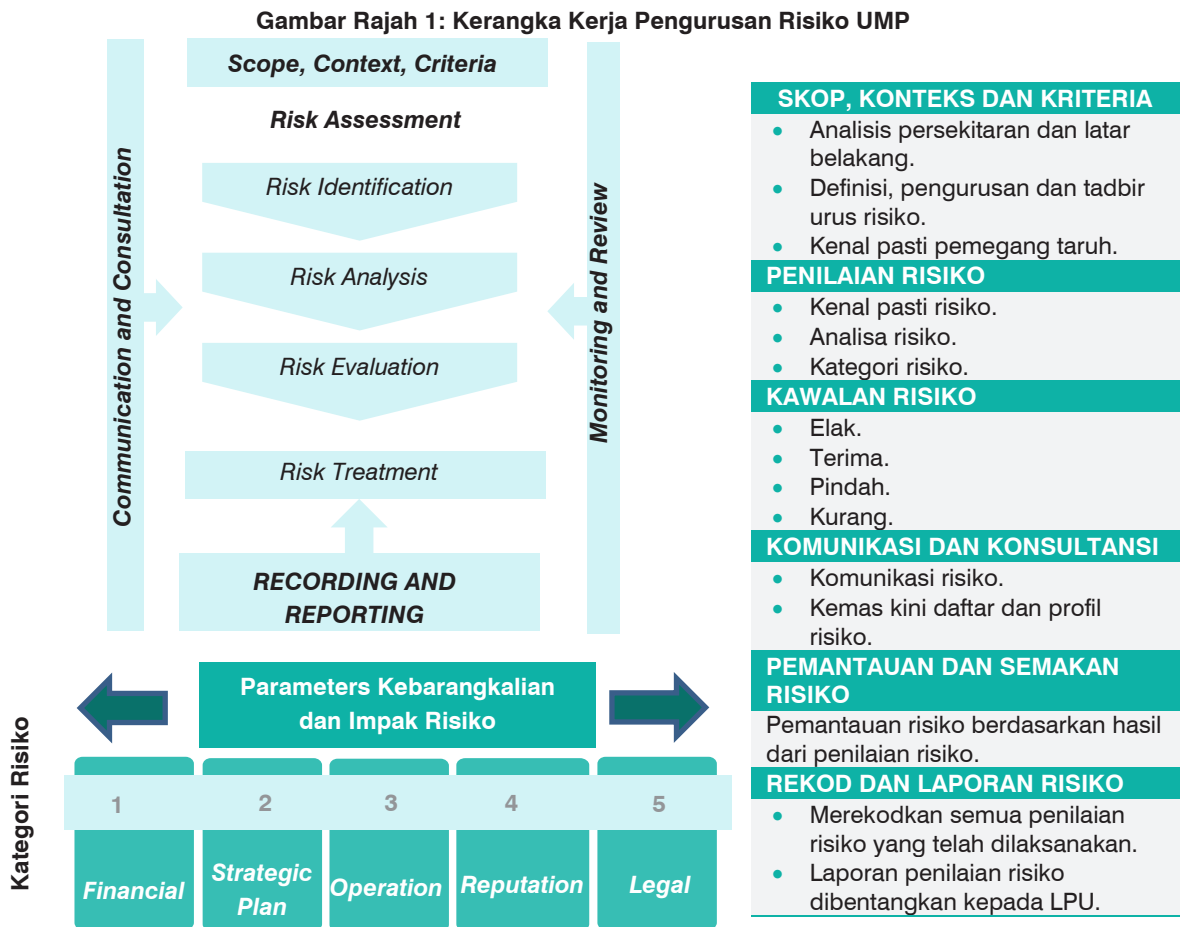 Gambar Rajah 1: Kerangka Kerja Pengurusan Risiko UMP
Scope, Context, Criteria
Risk Assessment
Risk Identification
Risk Analysis
Risk Evaluation
Risk Treatment
RECORDING AND
REPORTING
Communication and Consultation
Monitoring and Review
Parameters Kebarangkalian
dan Impak Risiko
Kategori Risiko
1
2
3
4
5
Financial
Strategic
Plan
Operation
Reputation
Legal
SKOP, KONTEKS DAN KRITERIA
• Analisis persekitaran dan latar
belakang.
• Definisi, pengurusan dan tadbir
urus risiko.
• Kenal pasti pemegang taruh.
PENILAIAN RISIKO
• Kenal pasti risiko.
• Analisa risiko.
• Kategori risiko.
KAWALAN RISIKO
• Elak.
• Terima.
• Pindah.
• Kurang.
KOMUNIKASI DAN KONSULTANSI
• Komunikasi risiko.
• Kemas kini daftar dan profil
risiko.
PEMANTAUAN DAN SEMAKAN
RISIKO
Pemantauan risiko berdasarkan hasil
dari penilaian risiko.
REKOD DAN LAPORAN RISIKO
• Merekodkan semua penilaian
risiko yang telah dilaksanakan.
• Laporan penilaian risiko
dibentangkan kepada LPU.